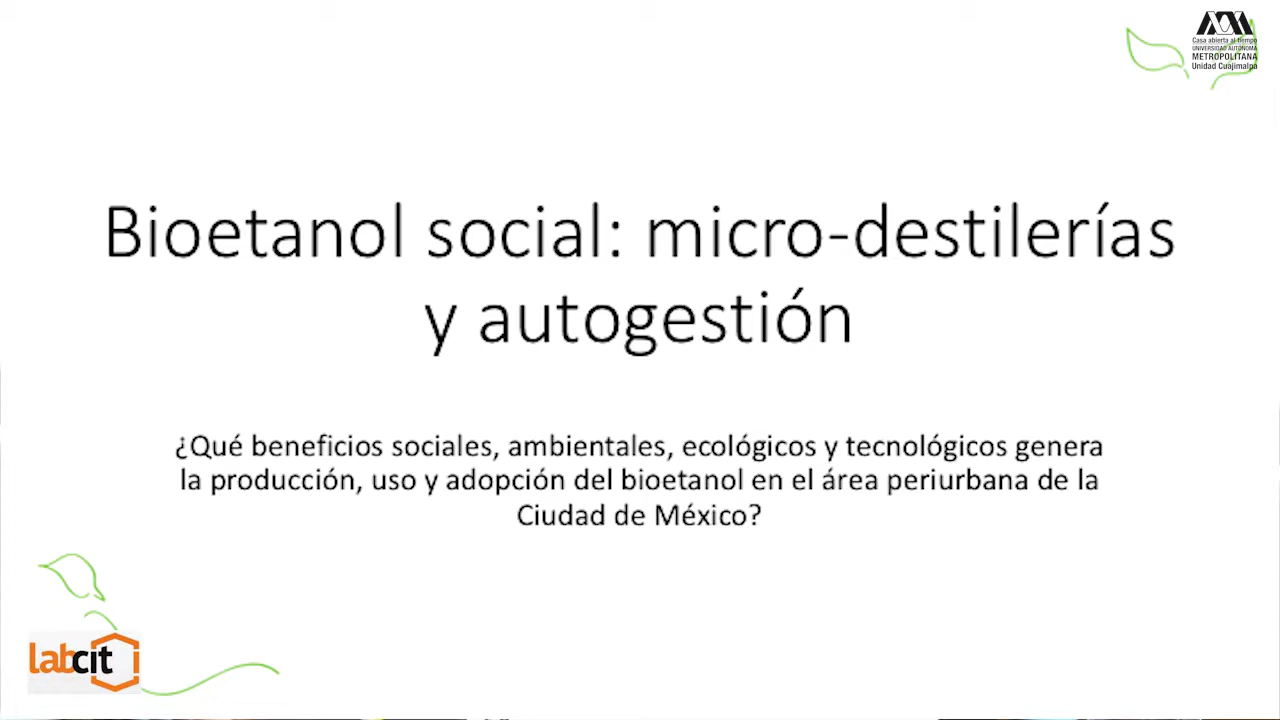 Casa abierta al tiempo
UNIVERSIDAD AUTÓNOMA
METROPOLITANA
Unidad Cuajimalpa
Bioetanol social: micro-destilerías
y autogestión
¿Qué beneficios sociales, ambientales, ecológicos y tecnológicos genera
la producción, uso y adopción del bioetanol en el área periurbana de la
Ciudad de México?
labcit